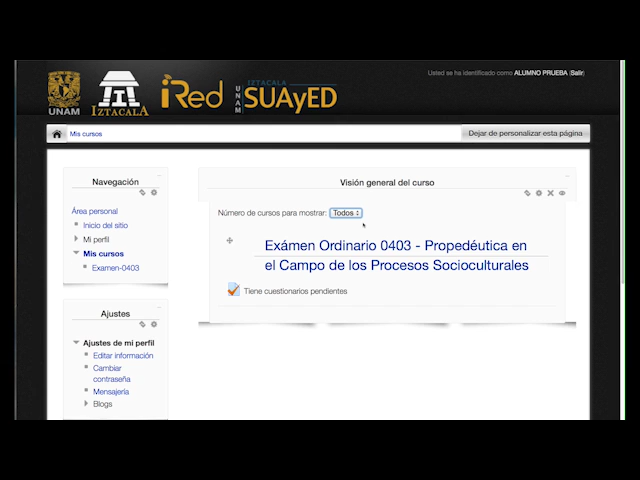 Usted se ha identificado como ALUMNO PRUEBA (Salir)
UNAM
IZTACALA
iRed
UNAM
IZTACALA
SUAyED
Mis cursos
Dejar de personalizar esta página
Navegación
Área personal
Inicio del sitio
Mi perfil
Mis cursos
Examen-0403
Ajustes
Ajustes de mi perfil
Editar información
Cambiar
contraseña
Mensajería
Blogs
Visión general del curso
Número de cursos para mostrar: Todos
Exámen Ordinario 0403 - Propedéutica en
el Campo de los Procesos Socioculturales
Tiene cuestionarios pendientes